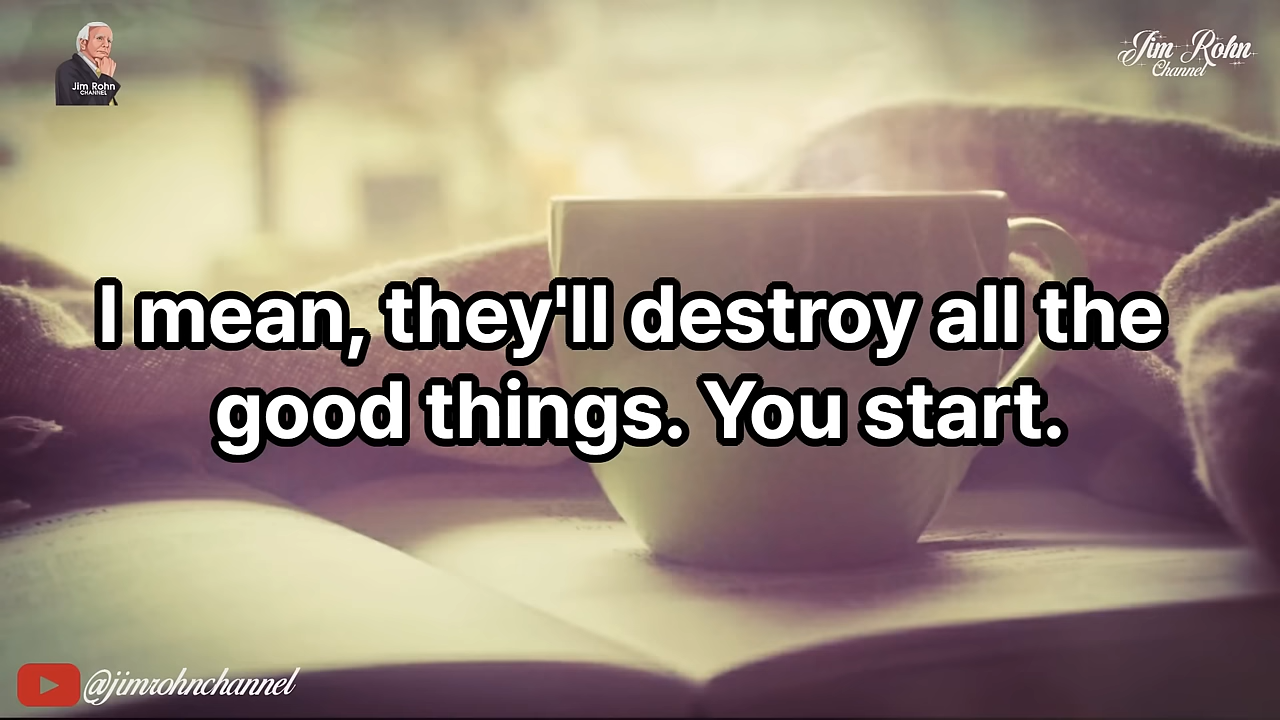 Jim Rohn
CHANNEL
Jim Rohn
Channel
I mean, they'll destroy all the
good things. You start.
@jimrohnchannel